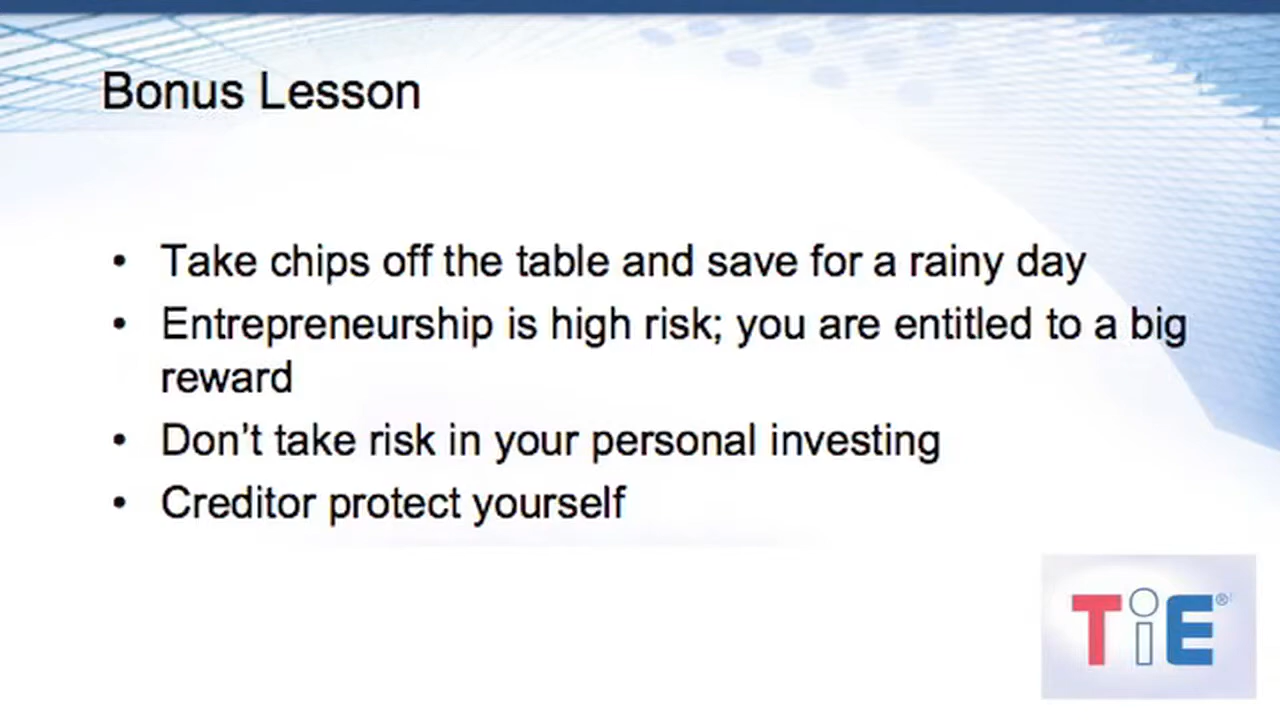 Bonus Lesson
• Take chips off the table and save for a rainy day
• Entrepreneurship is high risk; you are entitled to a big
reward
• Don't take risk in your personal investing
• Creditor protect yourself
TiE®